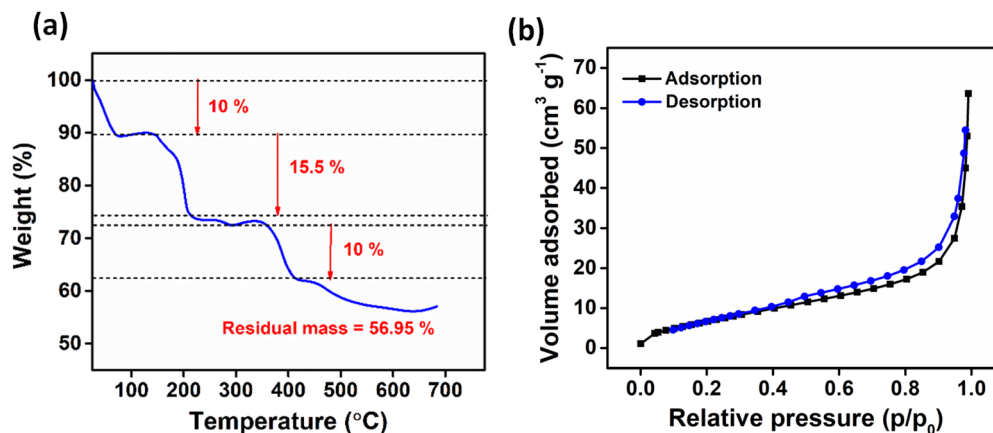 (a)
100
90
80
70
60
50
Weight (%)
10 %
15.5 %
10 %
Residual mass = 56.95 %
100 200 300 400 500 600 700
Temperature (°C)
(b)
70
60
50
40
30
20
10
0
Volume adsorbed (cm³ g⁻¹)
Adsorption
Desorption
0.0 0.2 0.4 0.6 0.8 1.0
Relative pressure (p/p₀)